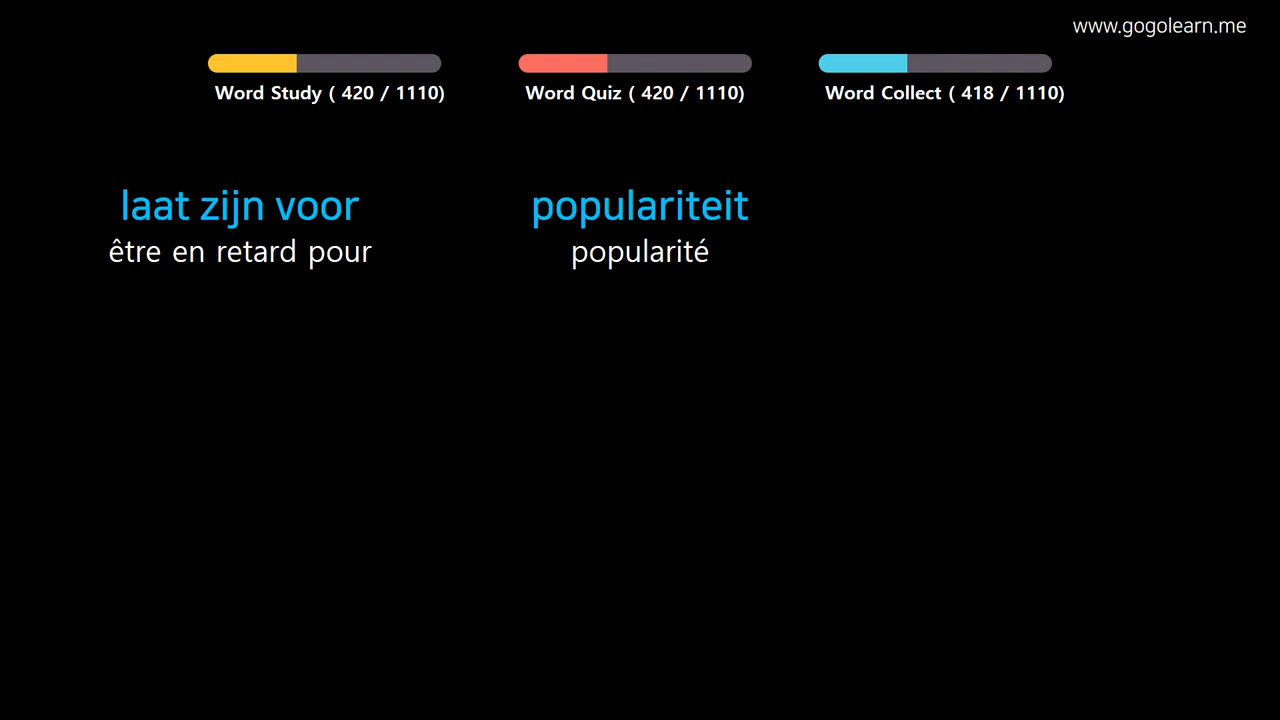 www.gogolearn.me
Word Study ( 420 / 1110)
Word Quiz ( 420 / 1110)
Word Collect ( 418 / 1110)
laat zijn voor
être en retard pour
populariteit
popularité